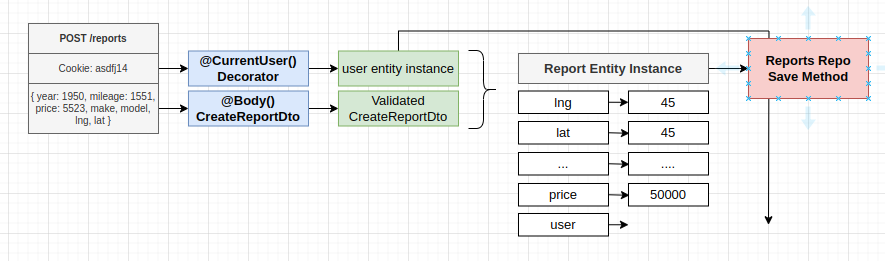 POST /reports
Cookie: asdfj14
{ year: 1950, mileage: 1551,
price: 5523, make, model,
lng, lat }
@CurrentUser()
Decorator
@Body()
CreateReportDto
user entity instance
Validated
CreateReportDto
Report Entity Instance
lng
45
lat
45
...
....
price
50000
user
Reports Repo
Save Method